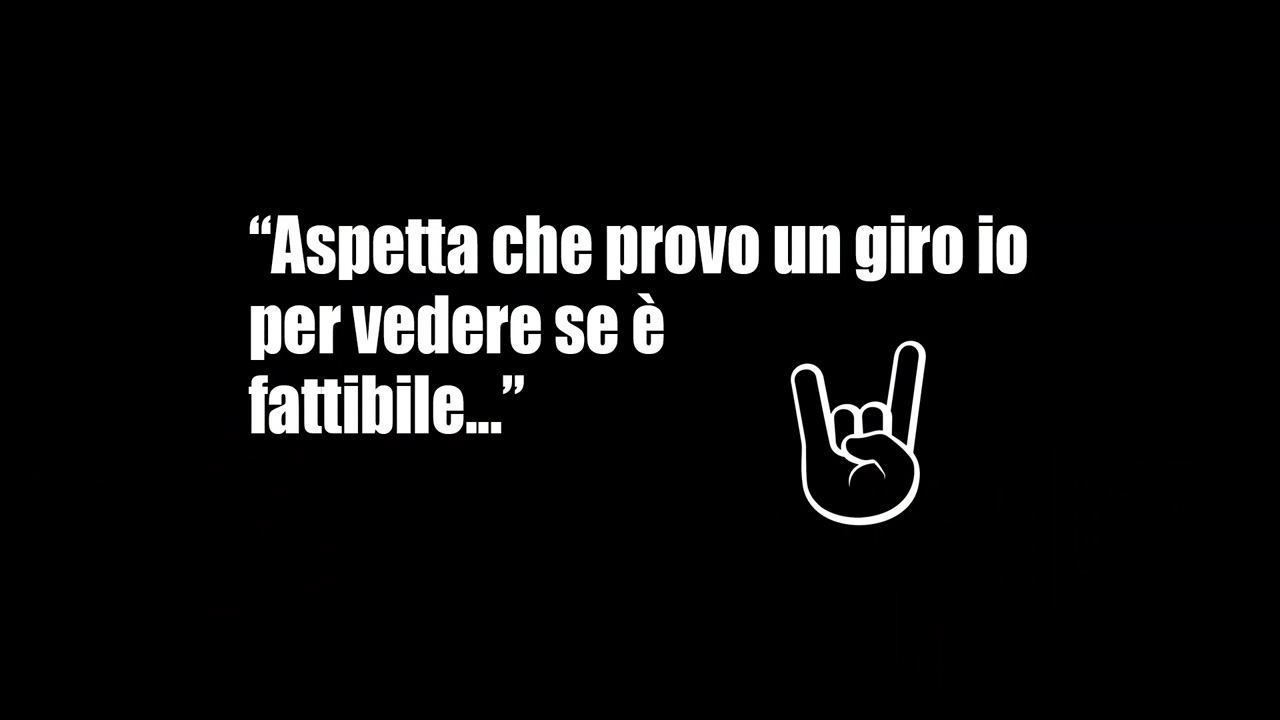 “Aspetta che provo un giro io
per vedere se è
fattibile...”